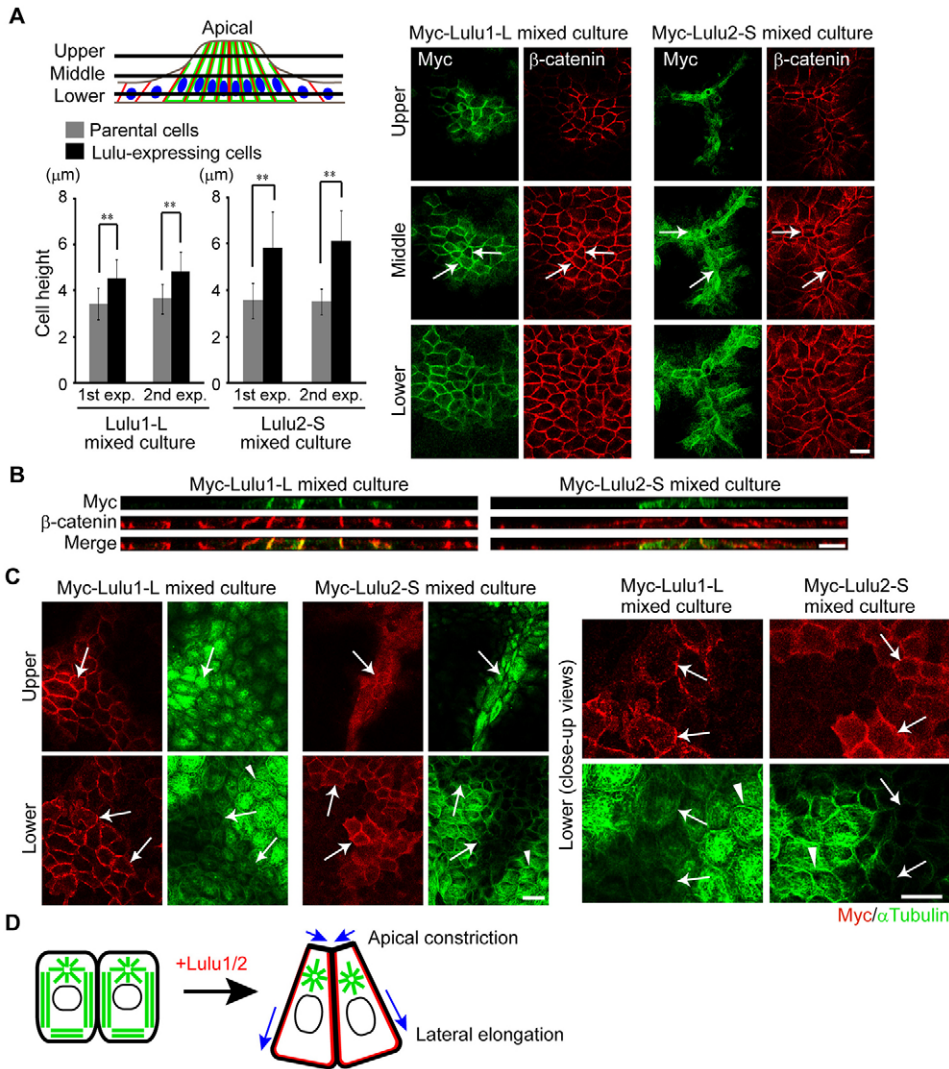 A
Apical
Upper
Middle
Lower
Parental cells
Lulu-expressing cells
(μm)
(μm)
**
**
**
**
8
6
4
2
0
8
6
4
2
0
Cell height
1st exp. 2nd exp.
1st exp. 2nd exp.
Lulu1-L
mixed culture
Lulu2-S
mixed culture
Myc-Lulu1-L mixed culture
Myc-Lulu2-S mixed culture
Myc
β-catenin
Myc
β-catenin
Upper
Middle
Lower
B
Myc-Lulu1-L mixed culture
Myc-Lulu2-S mixed culture
Myc
β-catenin
Merge
C
Myc-Lulu1-L mixed culture
Myc-Lulu2-S mixed culture
Upper
Lower
Myc-Lulu1-L
mixed culture
Myc-Lulu2-S
mixed culture
Lower (close-up views)
Myc/αTubulin
D
+Lulu1/2
Apical constriction
Lateral elongation